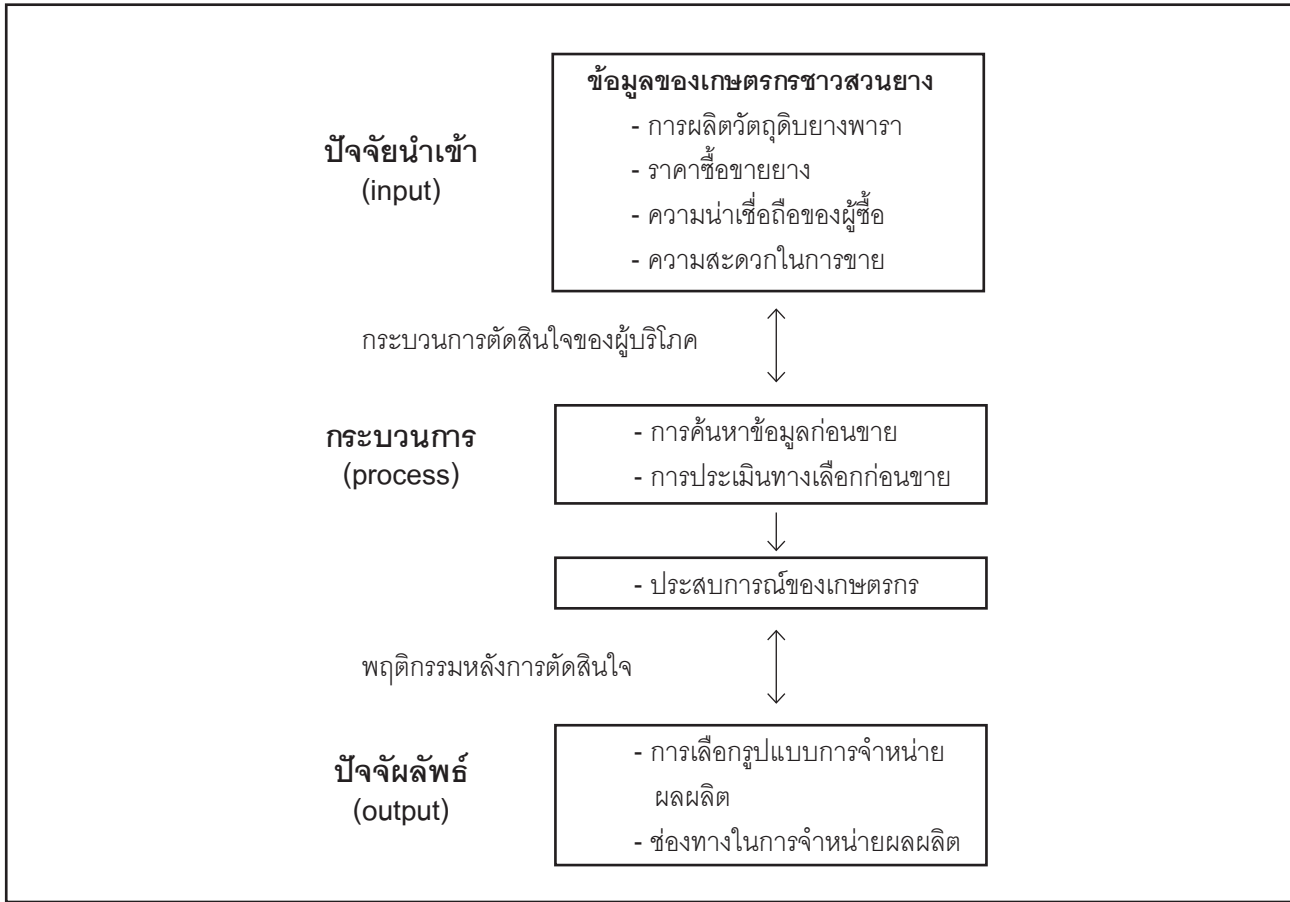 ข้อมูลของเกษตรกรชาวสวนยาง
- การผลิตวัตถุดิบยางพารา
ปัจจัยนำเข้า
(input)
- ราคาซื้อขายยาง
- ความน่าเชื่อถือของผู้ซื้อ
- ความสะดวกในการขาย
กระบวนการตัดสินใจของผู้บริโภค
กระบวนการ
(process)
- การค้นหาข้อมูลก่อนขาย
- การประเมินทางเลือกก่อนขาย
- ประสบการณ์ของเกษตรกร
พฤติกรรมหลังการตัดสินใจ
ปัจจัผลัพธ์
(output)
- การเลือกรูปแบบการจำหน่าย
ผลผลิต
- ช่องทางในการจำหน่ายผลผลิต